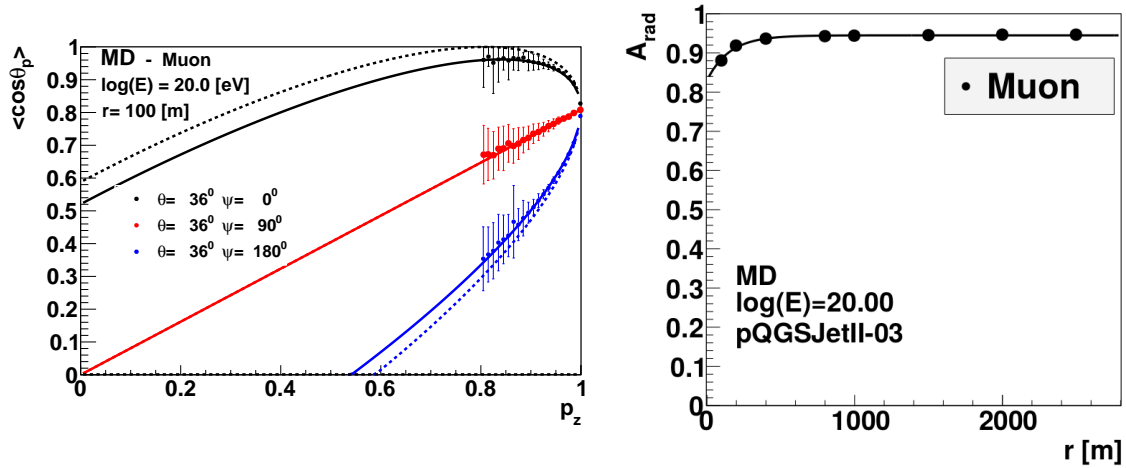 <cosθp>
1
0.9
0.8
0.7
0.6
0.5
0.4
0.3
0.2
0.1
0
MD - Muon
log(E) = 20.0 [eV]
r= 100 [m]
θ= 36⁰ ψ= 0⁰
θ= 36⁰ ψ= 90⁰
θ= 36⁰ ψ= 180⁰
0 0.2 0.4 0.6 0.8 1
pz
Arad
1
0.9
0.8
0.7
0.6
0.5
0.4
0.3
0.2
0.1
0
Muon
MD
log(E)=20.00
pQGSJetII-03
0 1000 2000
r [m]